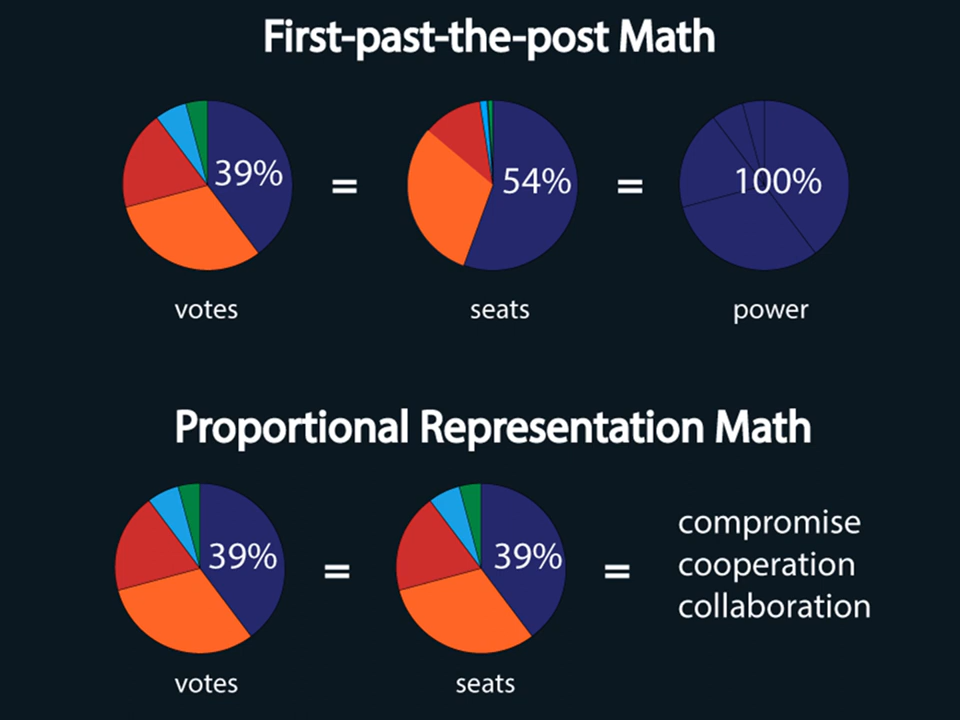 First-past-the-post Math
39% = 54% = 100%
votes seats power
Proportional Representation Math
39% = 39% =
compromise
cooperation
collaboration
votes seats